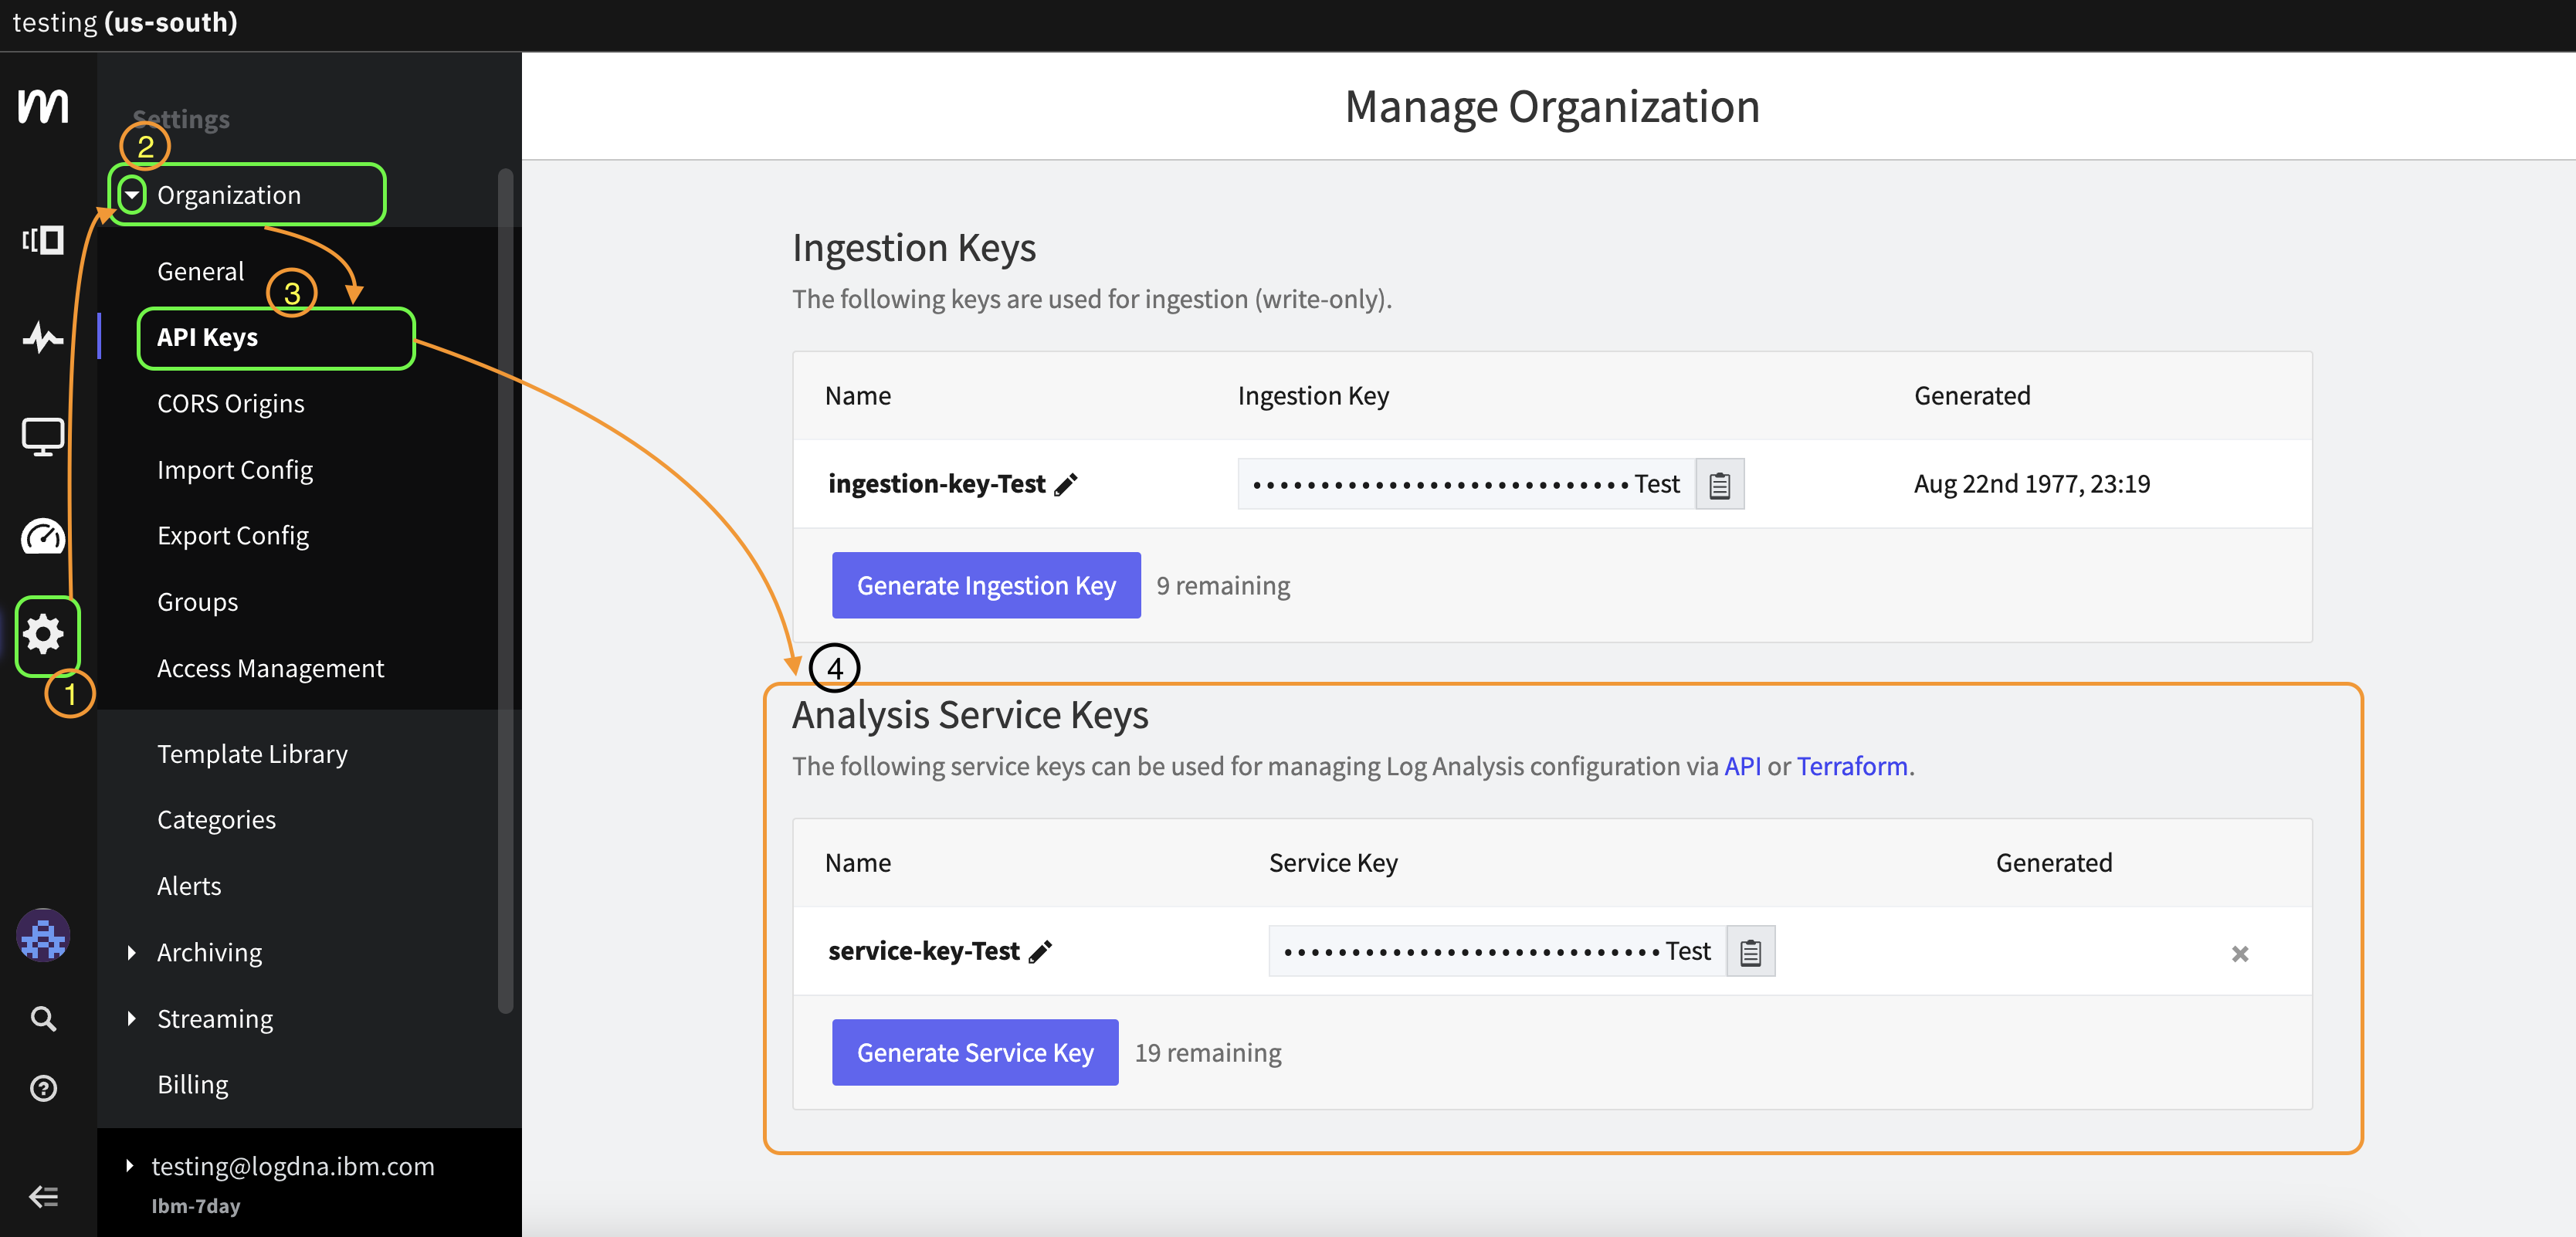 testing (us-south)
Settings
2
Organization
General
3
API Keys
CORS Origins
Import Config
Export Config
Groups
Access Management
1
Template Library
Categories
Alerts
Archiving
Streaming
Billing
testing@logdna.ibm.com
Ibm-7day
Manage Organization
Ingestion Keys
The following keys are used for ingestion (write-only).
Name Ingestion Key Generated
ingestion-key-Test ••••••••••••••••••••••••••••Test Aug 22nd 1977, 23:19
Generate Ingestion Key 9 remaining
4
Analysis Service Keys
The following service keys can be used for managing Log Analysis configuration via API or Terraform.
Name Service Key Generated
service-key-Test ••••••••••••••••••••••••••••Test
Generate Service Key 19 remaining